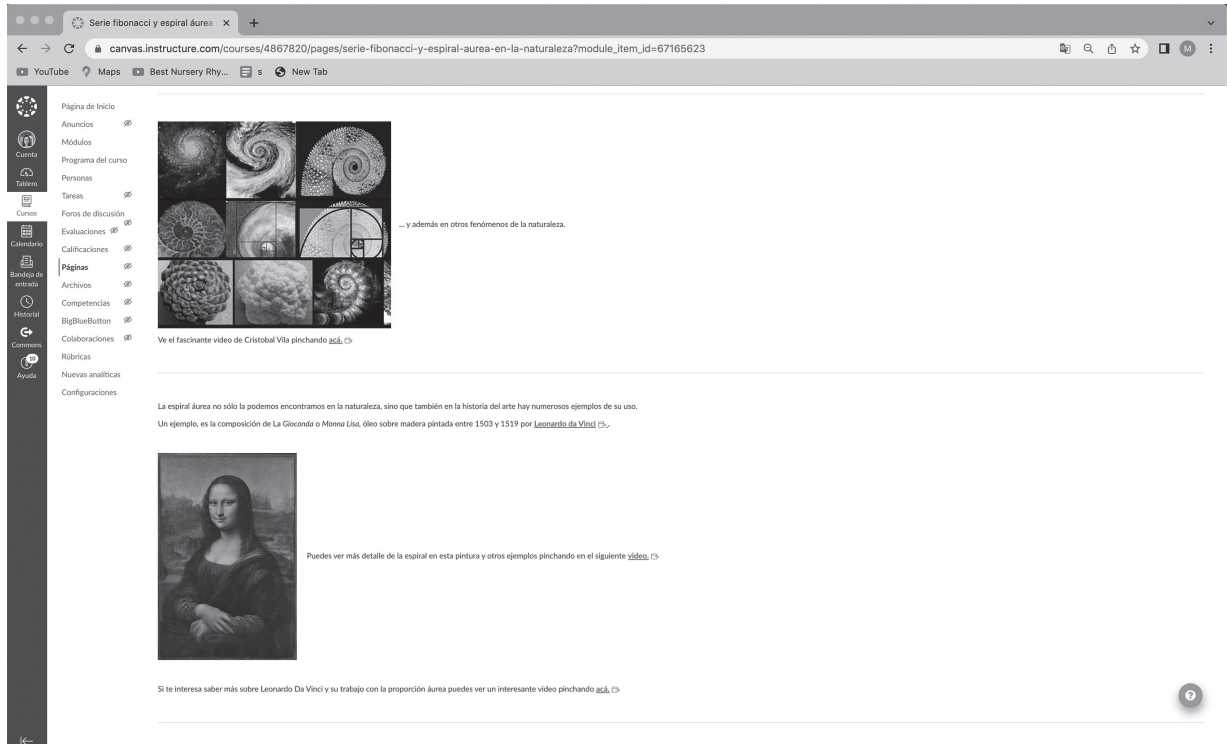 Serie fibonacci y espiral áurea
canvas.instructure.com/courses/4867820/pages/serie-fibonacci-y-espiral-aurea-en-la-naturaleza?module_item_id=67165623
M
YouTube
Maps
Best Nursery Rhy...
s
New Tab
Cuenta
Tablero
Cursos
Calendario
Bandeja de
entrada
Historial
Commons
10
Ayuda
Página de Inicio
Anuncios
Módulos
Programa del curso
Personas
Tareas
Foros de discusión
Evaluaciones
Calificaciones
Páginas
Archivos
Competencias
BigBlueButton
Colaboraciones
Rúbricas
Nuevas analíticas
Configuraciones
... y además en otros fenómenos de la naturaleza.
Ve el fascinante video de Cristobal Vila pinchando acá.
La espiral áurea no sólo la podemos encontramos en la naturaleza, sino que también en la historia del arte hay numerosos ejemplos de su uso.
Un ejemplo, es la composición de La Gioconda o Monna Lisa, óleo sobre madera pintada entre 1503 y 1519 por Leonardo da Vinci .
Puedes ver más detalle de la espiral en esta pintura y otros ejemplos pinchando en el siguiente video.
Si te interesa saber más sobre Leonardo Da Vinci y su trabajo con la proporción áurea puedes ver un interesante video pinchando acá.
?